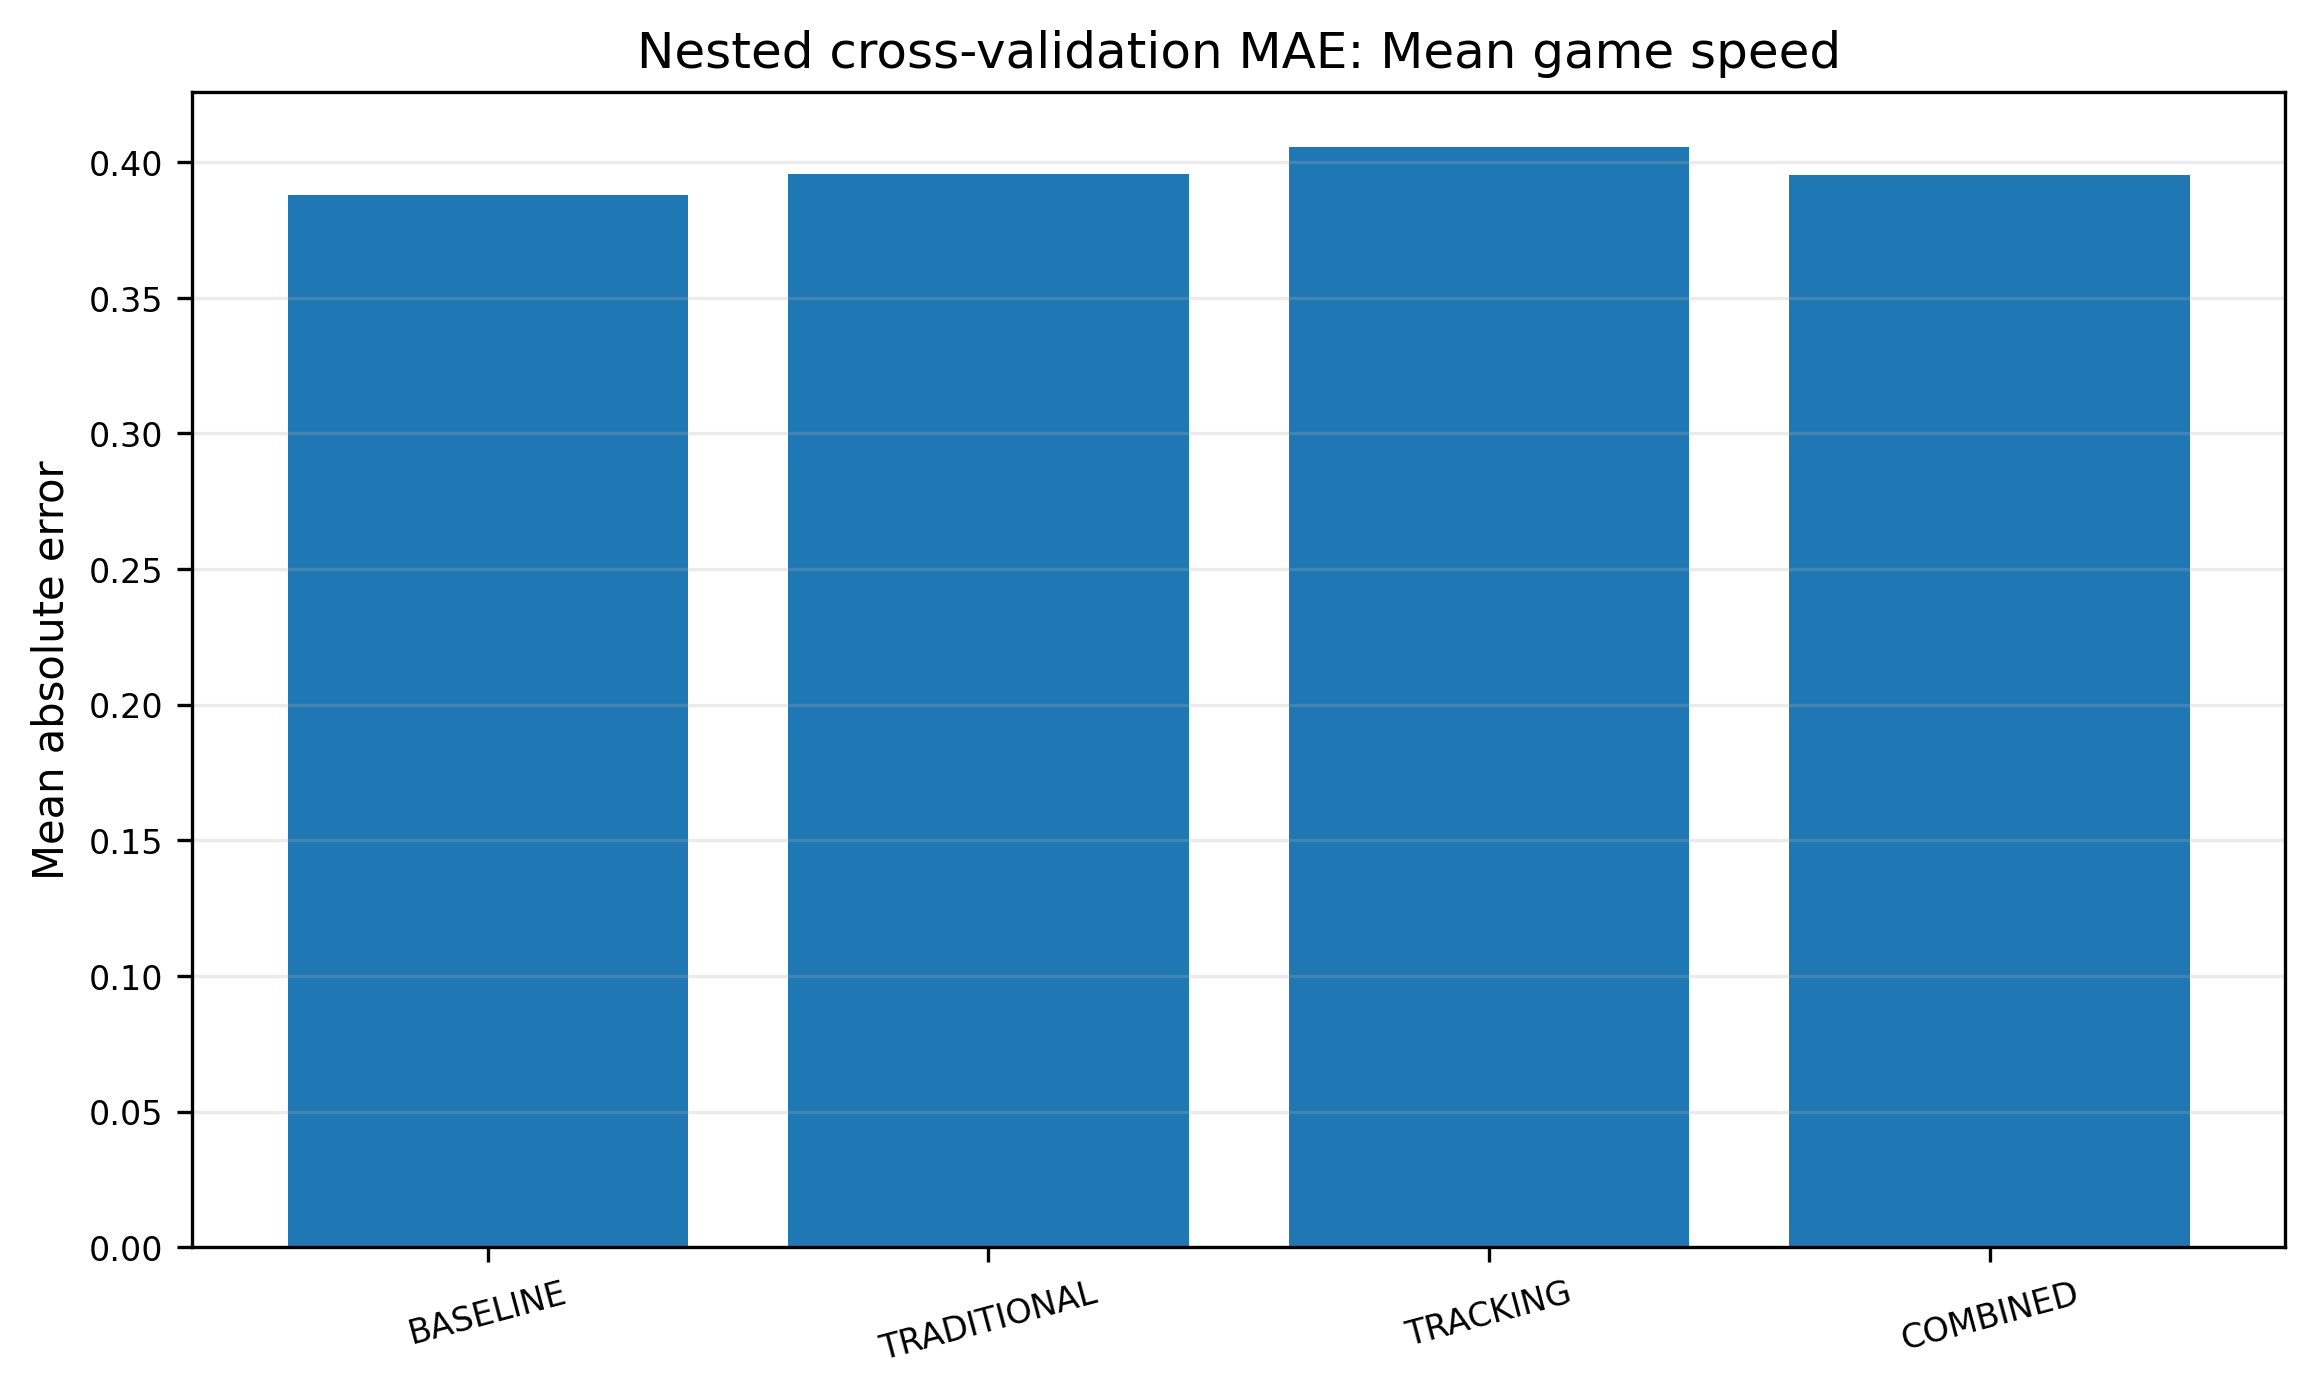 Nested cross-validation MAE: Mean game speed
Mean absolute error
0.40
0.35
0.30
0.25
0.20
0.15
0.10
0.05
0.00
BASELINE
TRADITIONAL
TRACKING
COMBINED